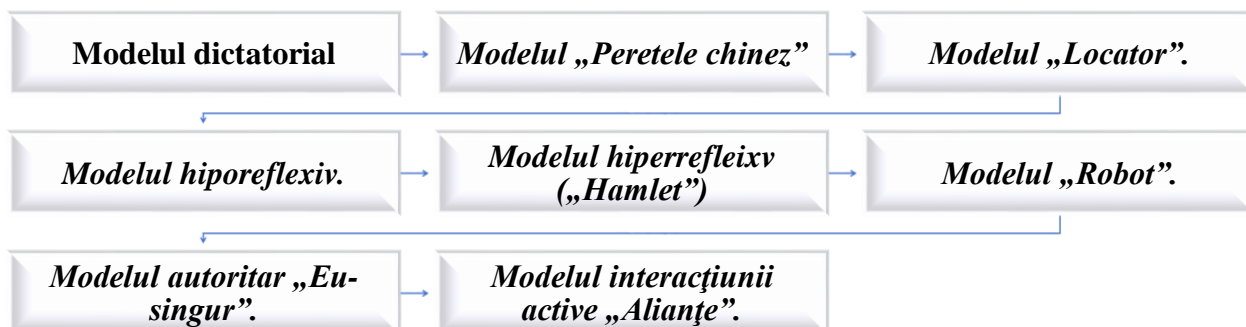 Modelul dictatorial
Modelul „Peretele chinez”
Modelul „Locator”.
Modelul hiporeflexiv.
Modelul hiperrefleixv
(„Hamlet”)
Modelul „Robot”.
Modelul autoritar „Eu-
singur”.
Modelul interacţiunii
active „Alianţe”.